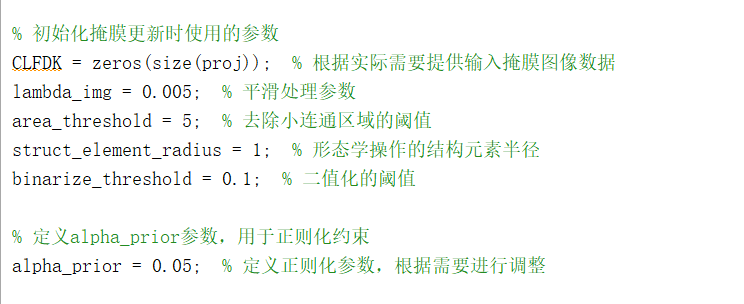 % 初始化掩膜更新时使用的参数
CLFDK = zeros(size(proj));  % 根据实际需要提供输入掩膜图像数据
lambda_img = 0.005;  % 平滑处理参数
area_threshold = 5;  % 去除小连通区域的阈值
struct_element_radius = 1;  % 形态学操作的结构元素半径
binarize_threshold = 0.1;  % 二值化的阈值
% 定义alpha_prior参数，用于正则化约束
alpha_prior = 0.05;  % 定义正则化参数，根据需要进行调整